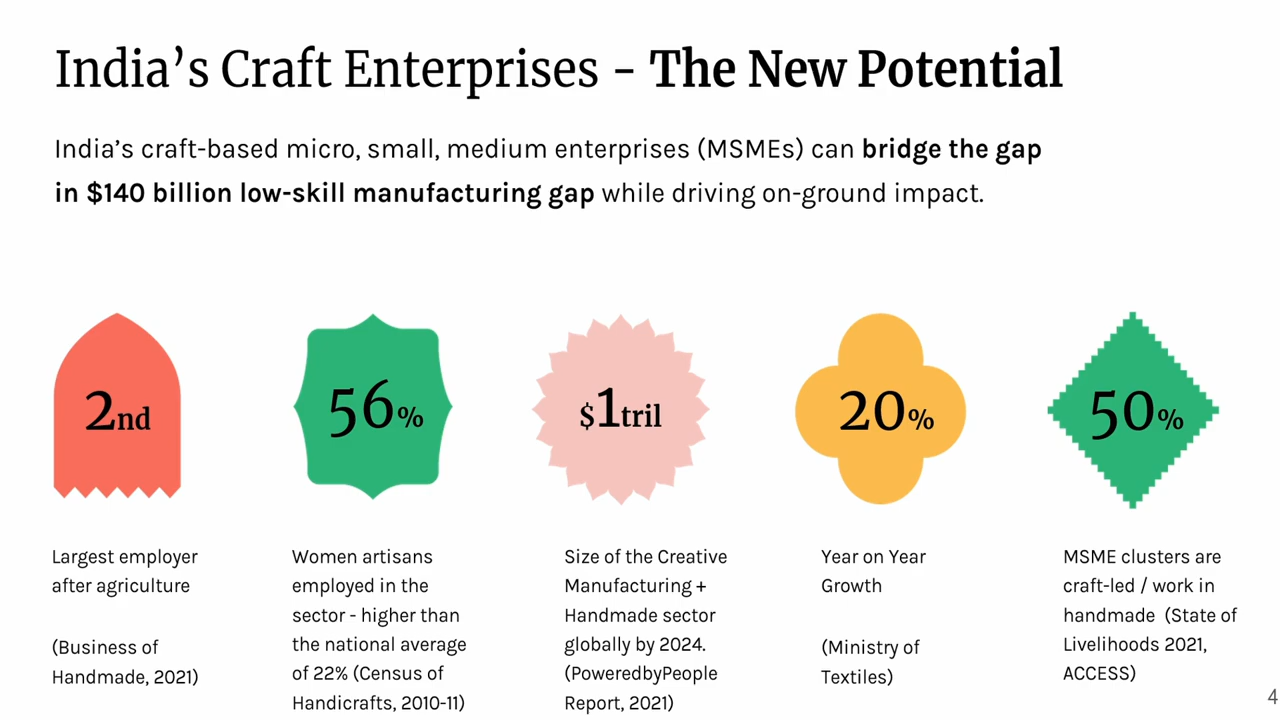 India’s Craft Enterprises - The New Potential
India’s craft-based micro, small, medium enterprises (MSMEs) can bridge the gap
in $140 billion low-skill manufacturing gap while driving on-ground impact.
2nd
Largest employer
after agriculture
(Business of
Handmade, 2021)
56%
Women artisans
employed in the
sector - higher than
the national average
of 22% (Census of
Handicrafts, 2010-11)
$1tril
Size of the Creative
Manufacturing +
Handmade sector
globally by 2024.
(PoweredbyPeople
Report, 2021)
20%
Year on Year
Growth
(Ministry of
Textiles)
50%
MSME clusters are
craft-led / work in
handmade (State of
Livelihoods 2021,
ACCESS)
4